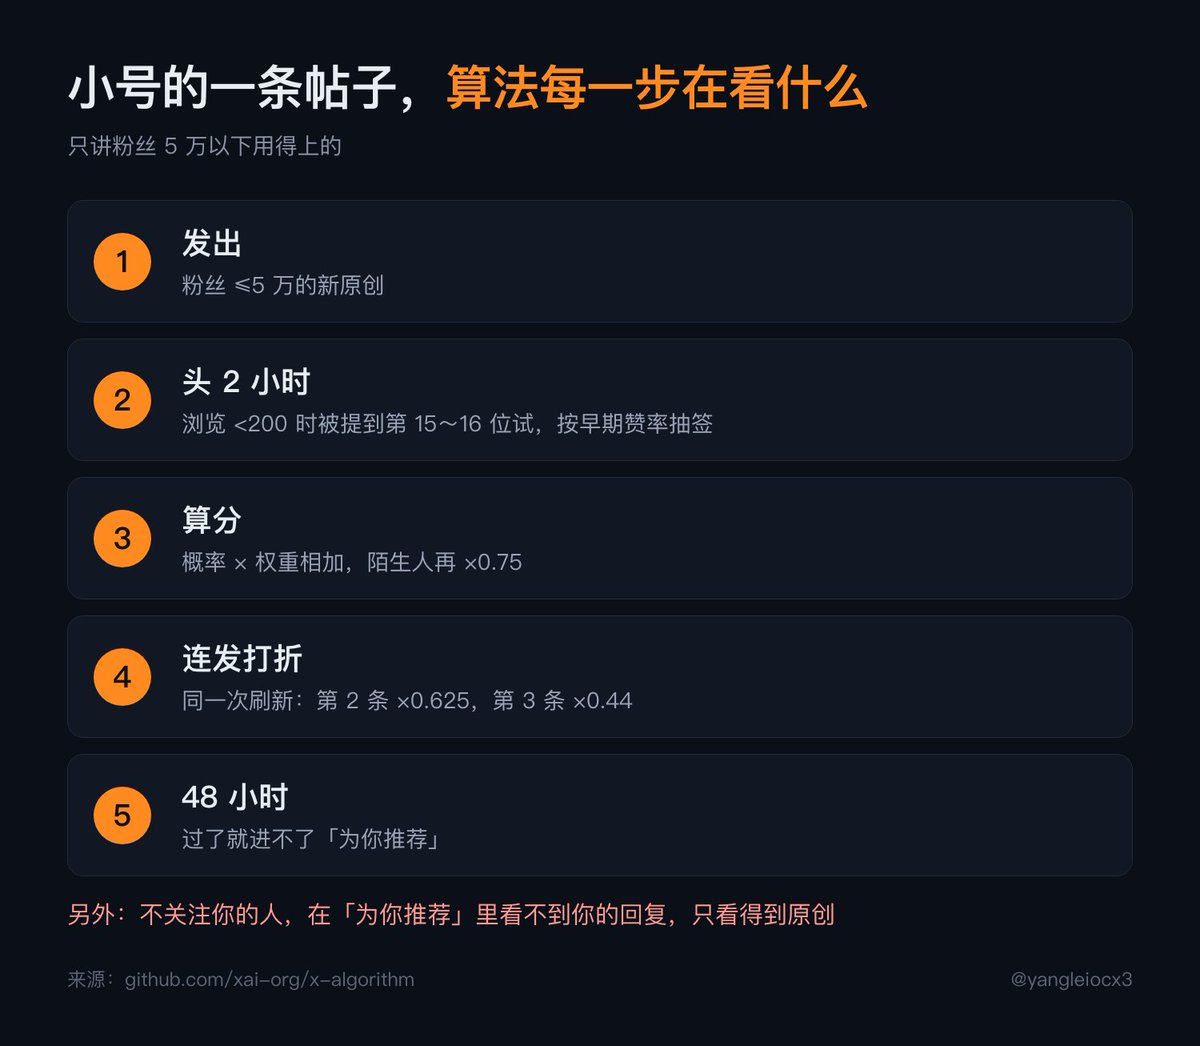 小号的一条帖子，算法每一步在看什么
只讲粉丝 5 万以下用得上的
1
发出
粉丝 ≤5 万的新原创
2
头 2 小时
浏览 <200 时被提到第 15～16 位试，按早期赞率抽签
3
算分
概率 × 权重相加，陌生人再 ×0.75
4
连发打折
同一次刷新：第 2 条 ×0.625，第 3 条 ×0.44
5
48 小时
过了就进不了「为你推荐」
另外：不关注你的人，在「为你推荐」里看不到你的回复，只看得到原创
来源：github.com/xai-org/x-algorithm
@yangleiocx3